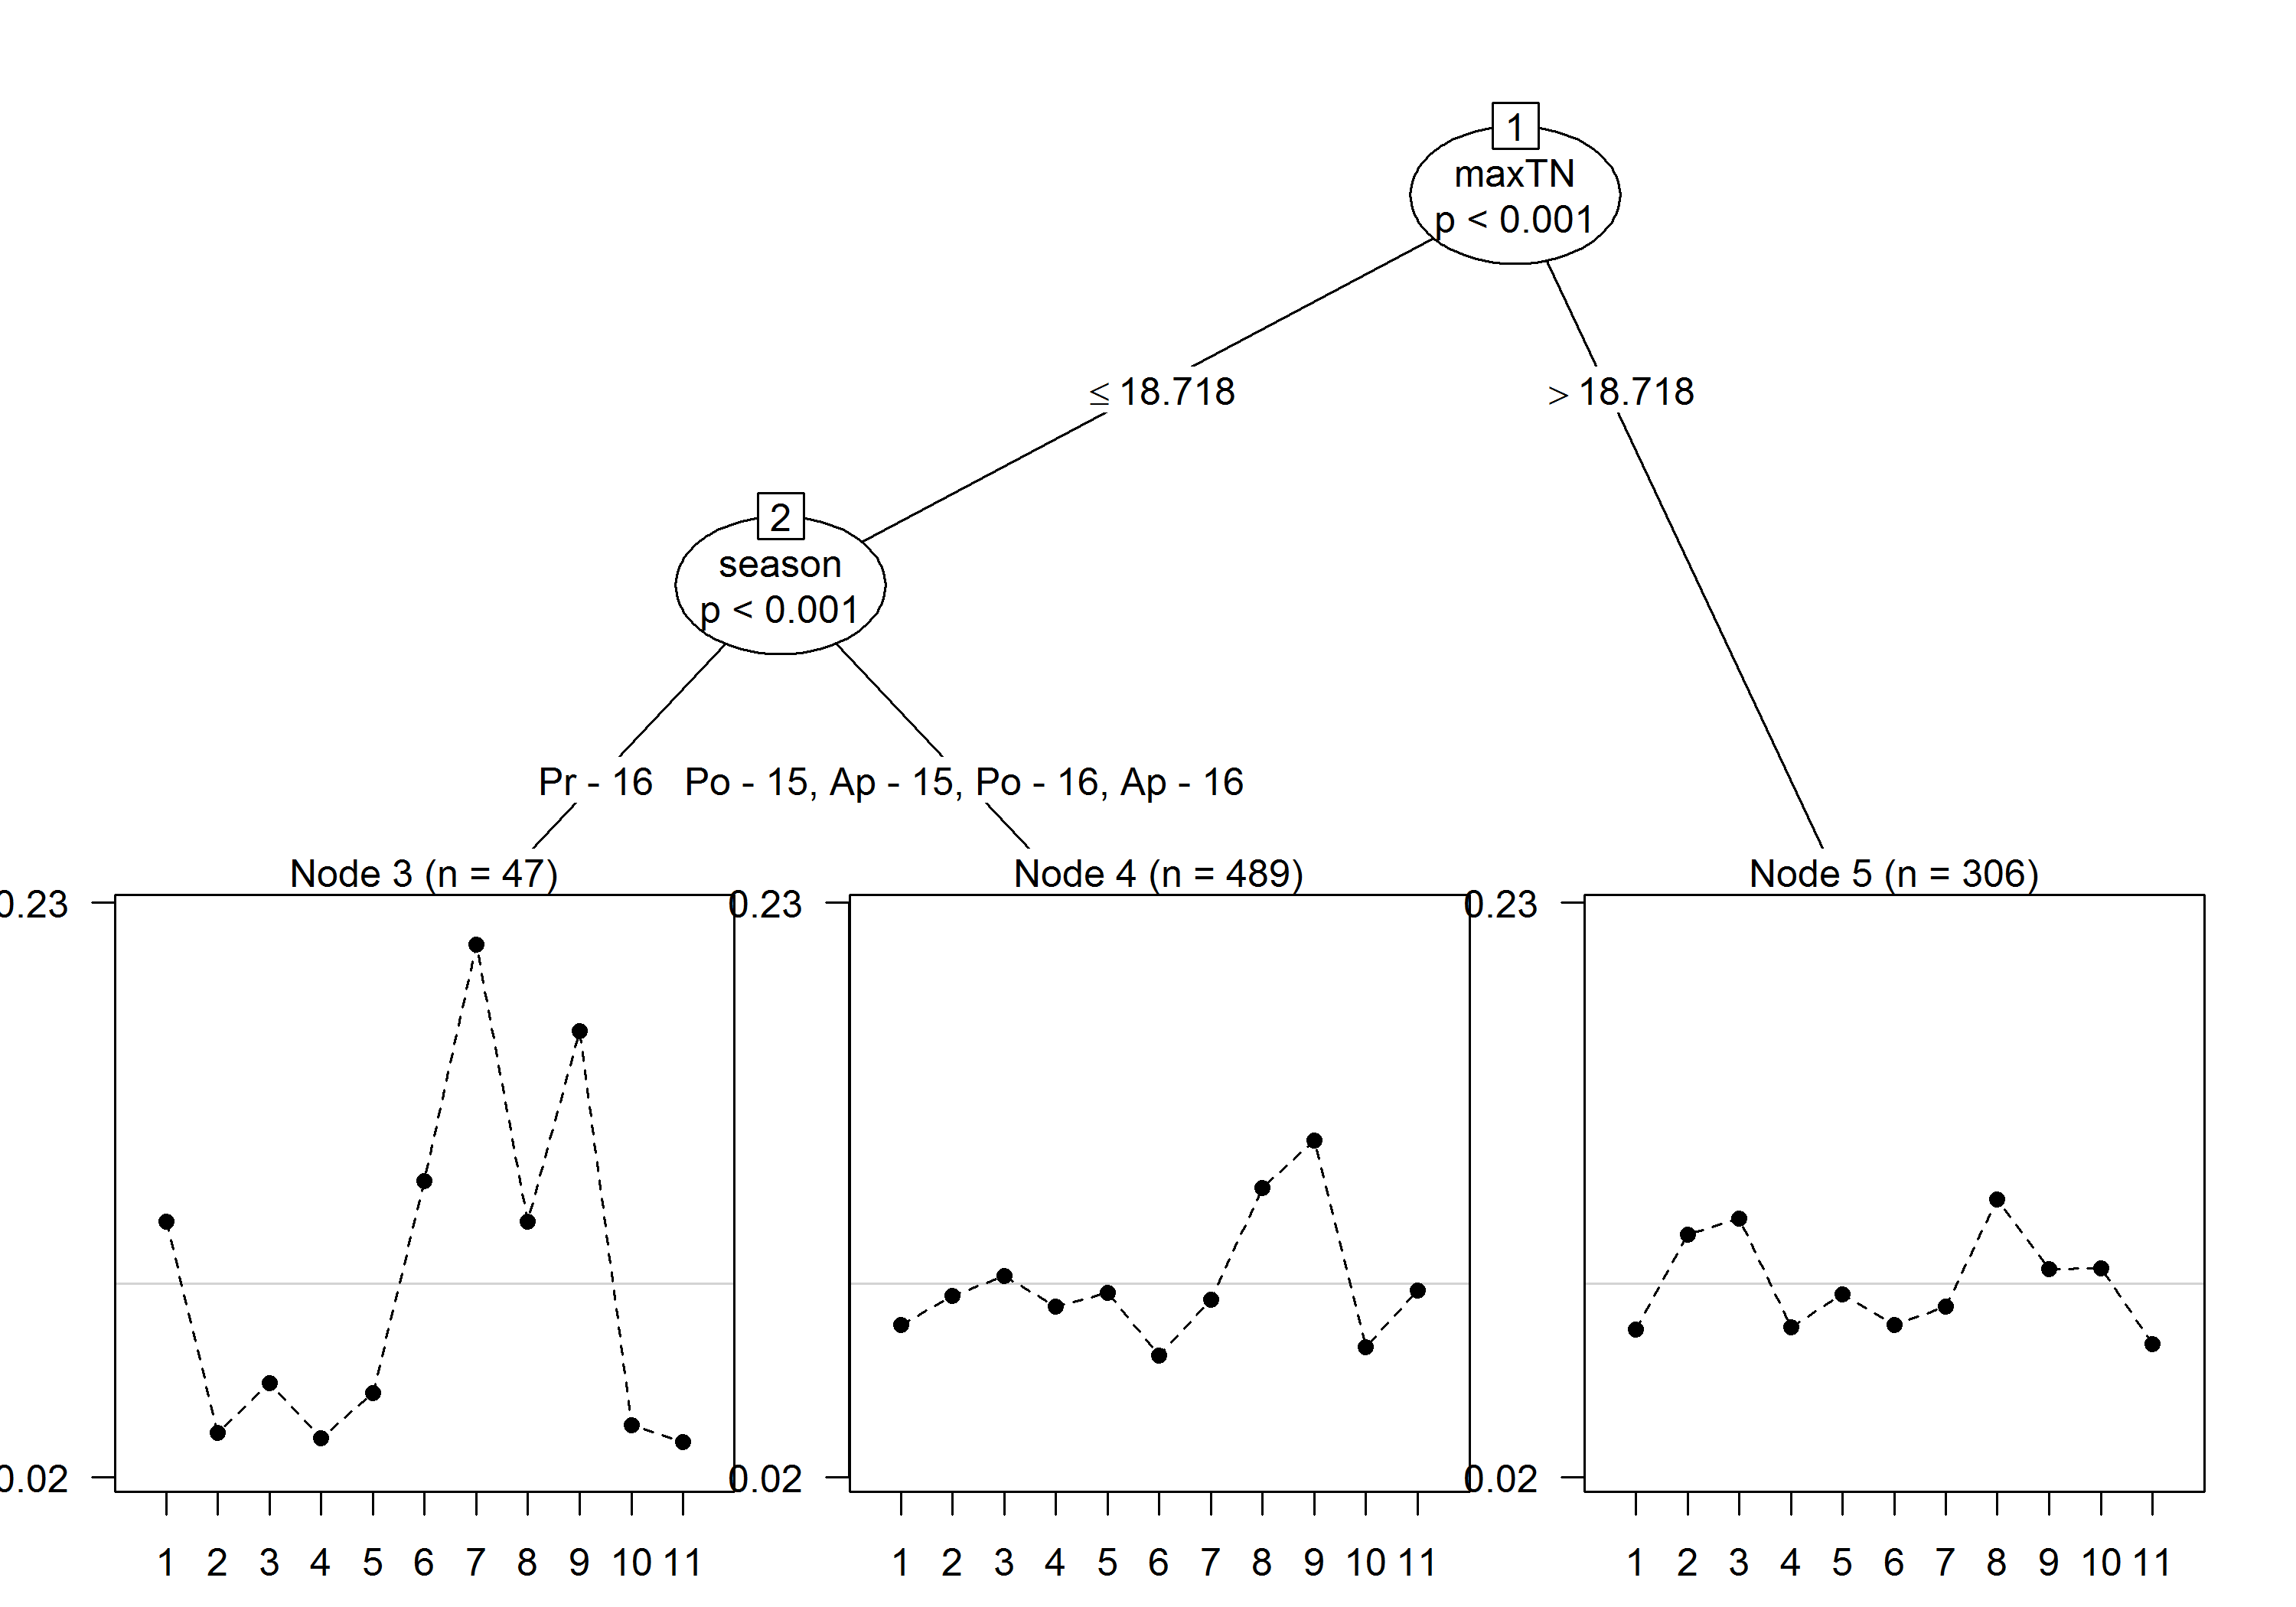 1
maxTN
p < 0.001
≤ 18.718
> 18.718
2
season
p < 0.001
Pr - 16
Po - 15, Ap - 15, Po - 16, Ap - 16
Node 3 (n = 47)
0.23
0.02
1 2 3 4 5 6 7 8 9 10 11
Node 4 (n = 489)
0.23
0.02
1 2 3 4 5 6 7 8 9 10 11
Node 5 (n = 306)
0.23
0.02
1 2 3 4 5 6 7 8 9 10 11